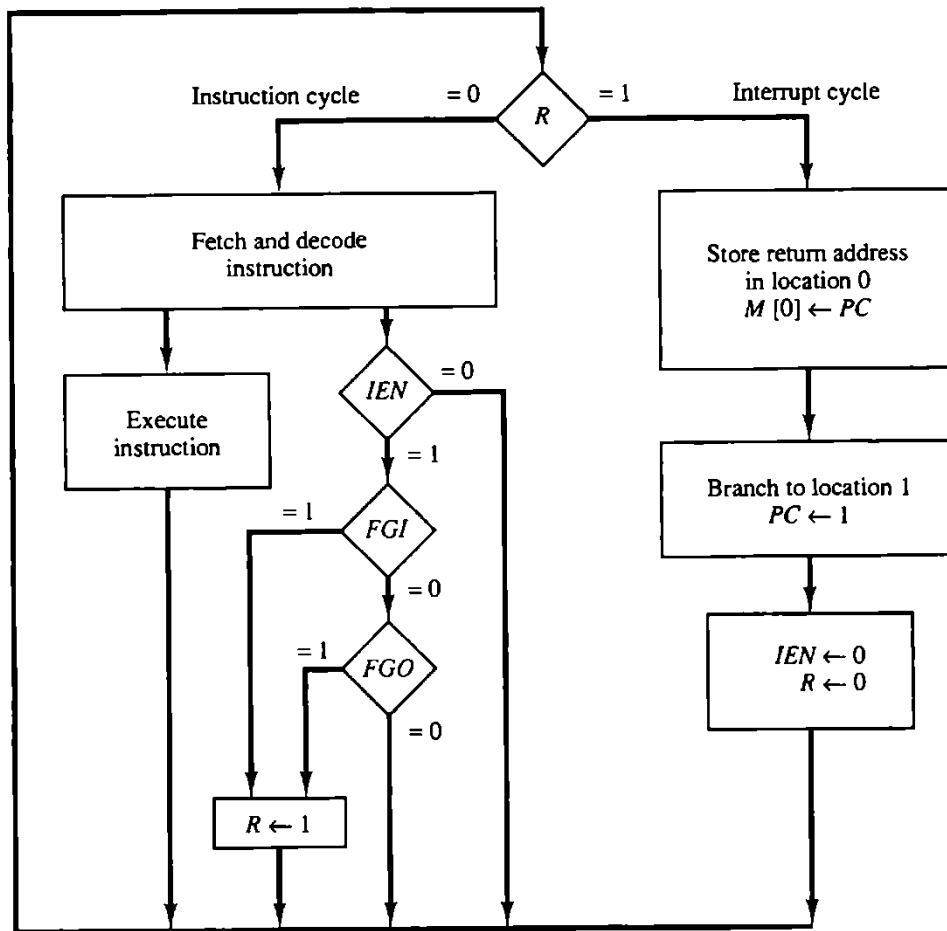 R
Instruction cycle
= 0
= 1
Interrupt cycle
Fetch and decode
instruction
Store return address
in location 0
M [0] ← PC
Execute
instruction
IEN
= 0
= 1
Branch to location 1
PC ← 1
= 1
FGI
= 0
= 1
FGO
= 0
IEN ← 0
R ← 0
R ← 1